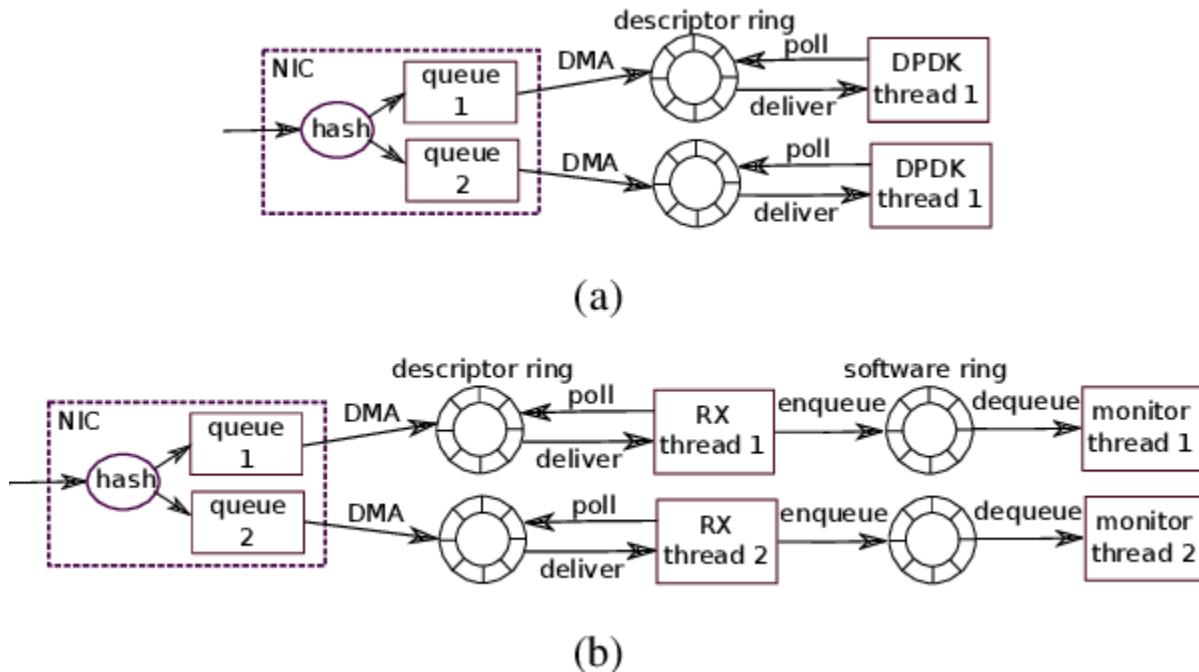 descriptor ring
NIC
hash
queue
1
DMA
poll
deliver
DPDK
thread 1
queue
2
DMA
poll
deliver
DPDK
thread 1
(a)
descriptor ring
software ring
NIC
hash
queue
1
DMA
poll
deliver
RX
thread 1
enqueue
dequeue
monitor
thread 1
queue
2
DMA
poll
deliver
RX
thread 2
enqueue
dequeue
monitor
thread 2
(b)